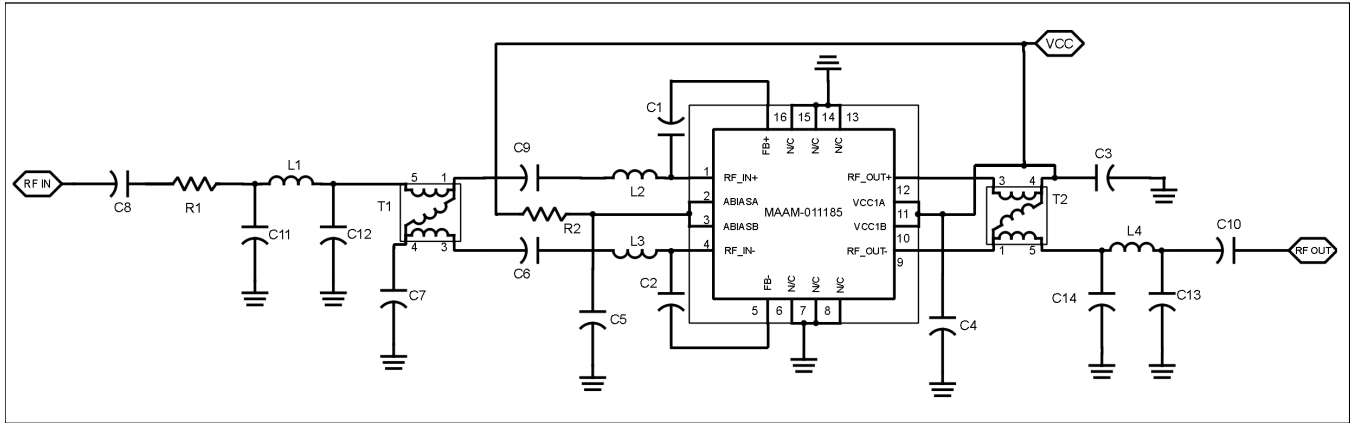 VCC
C1
16
15
14
13
FB+
N/C
N/C
N/C
C9
C3
L1
5
1
1
RF_IN+
RF_OUT+
3
4
RF IN
C8
R1
T1
L2
2
ABIASA
12
VCC1A
T2
R2
MAAM-011185
11
3
ABIASB
VCC1B
C11
C12
4
3
C6
L3
4
RF_IN-
10
RF_OUT-
9
1
5
L4
C10
RF OUT
C7
C2
FB-
N/C
N/C
N/C
5
6
7
8
C5
C4
C14
C13